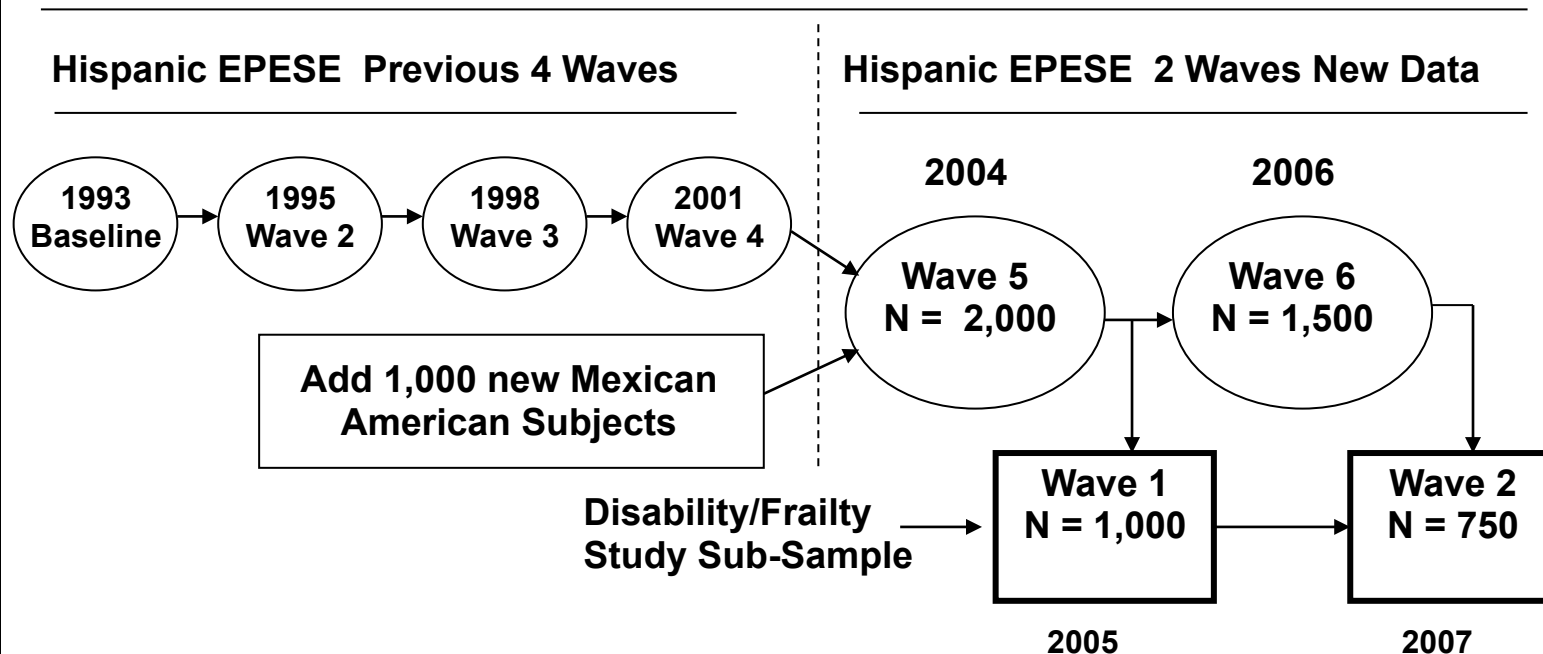 Hispanic EPESE Previous 4 Waves
Hispanic EPESE 2 Waves New Data
1993
Baseline
1995
Wave 2
1998
Wave 3
2001
Wave 4
2004
2006
Wave 5
N = 2,000
Wave 6
N = 1,500
Add 1,000 new Mexican
American Subjects
Disability/Frailty
Study Sub-Sample
Wave 1
N = 1,000
Wave 2
N = 750
2005
2007